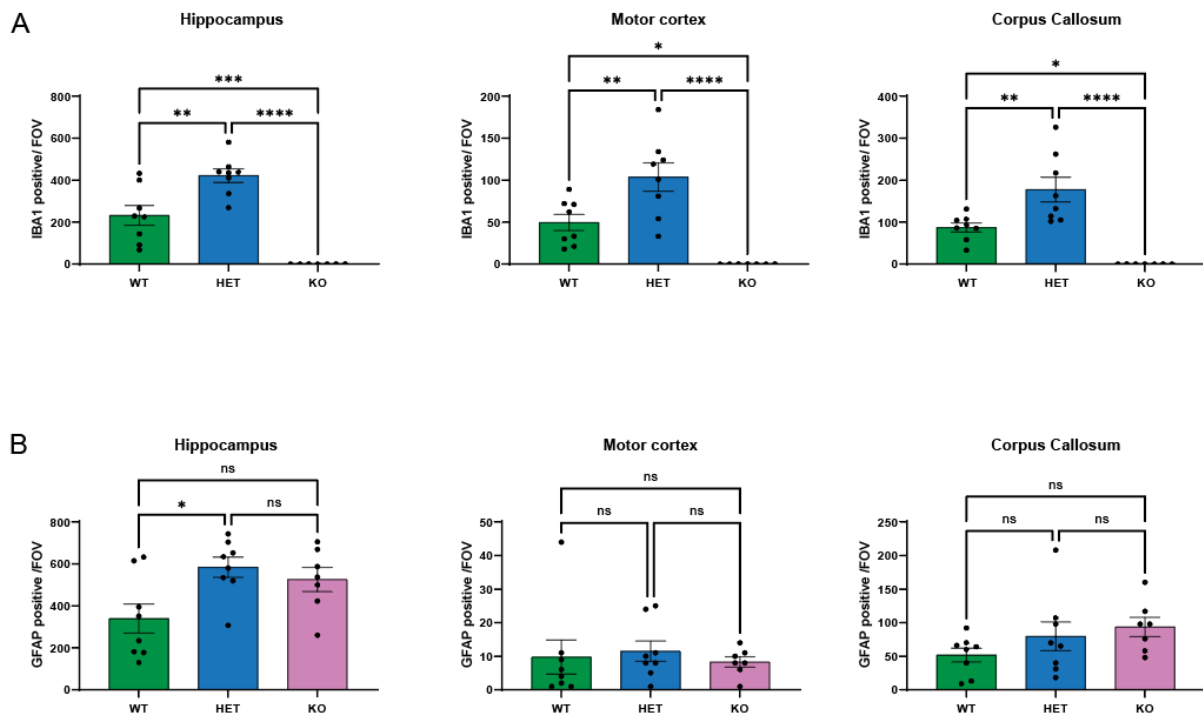 A
Hippocampus
***
**
****
IBA1 positive/ FOV
800
600
400
200
0
WT
HET
KO
Motor cortex
*
**
****
IBA1 positive/ FOV
200
150
100
50
0
WT
HET
KO
Corpus Callosum
*
**
****
IBA1 positive/ FOV
400
300
200
100
0
WT
HET
KO
B
Hippocampus
ns
*
ns
GFAP positive /FOV
800
600
400
200
0
WT
HET
KO
Motor cortex
ns
ns
ns
GFAP positive /FOV
50
40
30
20
10
0
WT
HET
KO
Corpus Callosum
ns
ns
ns
GFAP positive /FOV
250
200
150
100
50
0
WT
HET
KO